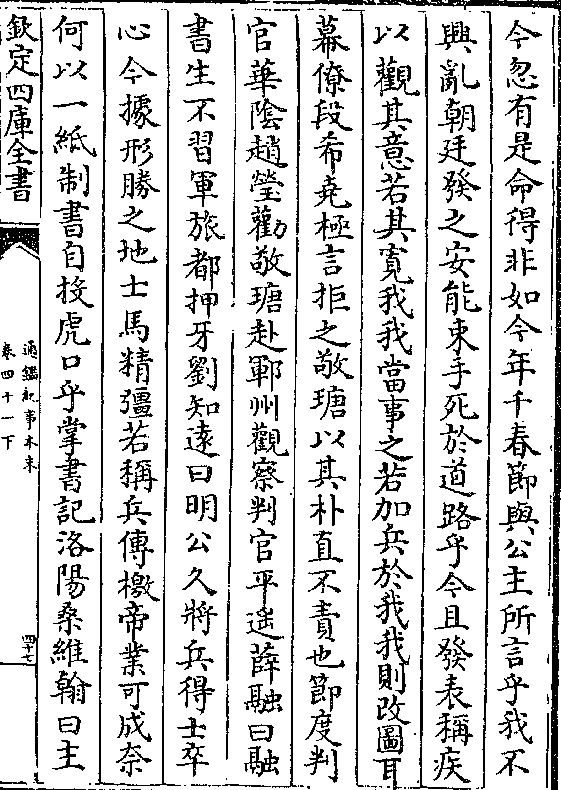 今忽有是命得非如今年千春節與公主所言乎我不
興亂朝廷發之安能束手死於道路乎今且發表稱疾
以觀其意若其寛我我當事之若加兵於我我則改圖耳
幕僚段希堯極言拒之敬瑭以其朴直不責也節度判
官華陰趙瑩勸敬瑭赴鄆州觀察判官平遥薛融曰融
書生不習軍旅都押牙劉知逺曰明公久將兵得士卒
心今據形勝之地士馬精彊若稱兵傳檄帝業可成奈
何以一紙制書自投虎口乎掌書記洛陽桑維翰曰主
欽定四庫全書
通鑑紀事本末
卷四十一下
四十七